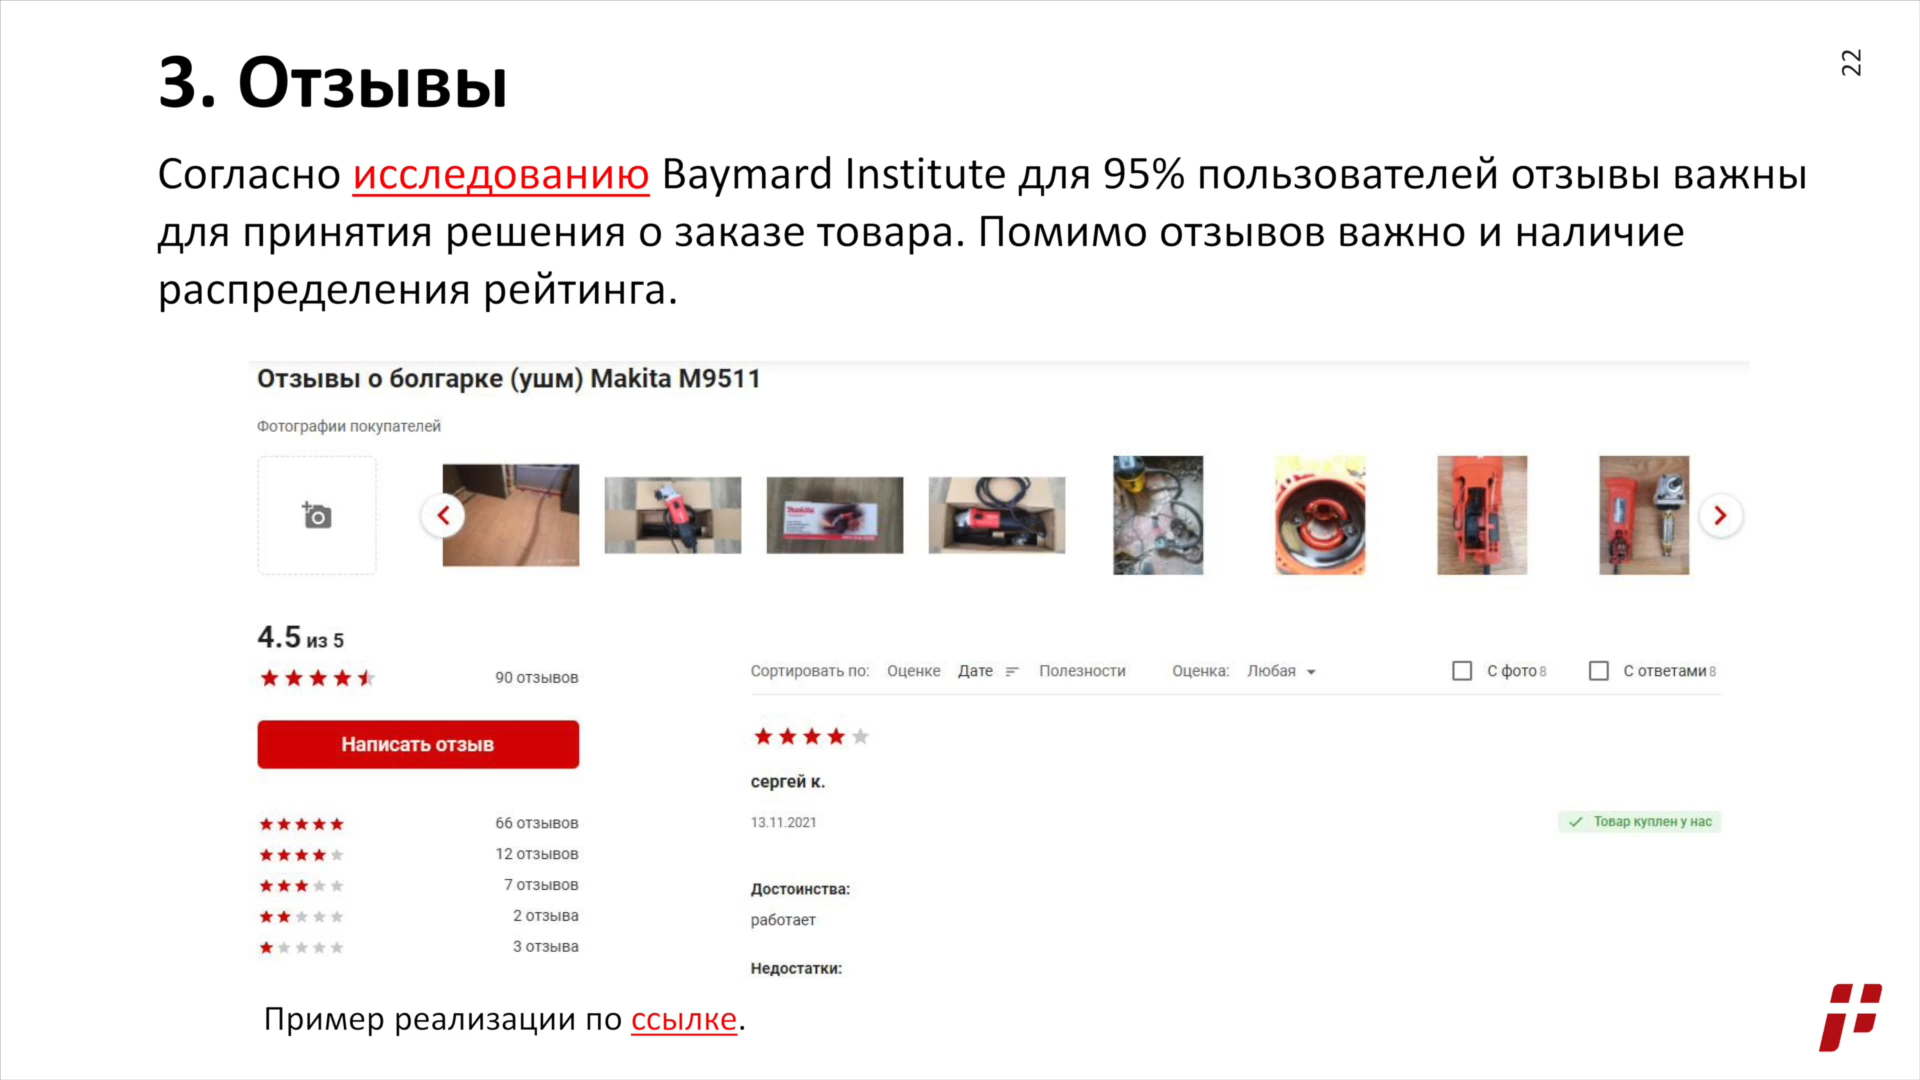 3. Отзывы
22
Согласно исследованию Baymard Institute для 95% пользователей отзывы важны
для принятия решения о заказе товара. Помимо отзывов важно и наличие
распределения рейтинга.
Отзывы о болгарке (ушм) Makita M9511
Фотографии покупателей
Makita
4.5 из 5
90 отзывов
Написать отзыв
66 отзывов
12 отзывов
7 отзывов
2 отзыва
3 отзыва
Сортировать по: Оценке Дате Полезности Оценка: Любая С фото 8 С ответами 8
сергей к.
13.11.2021
Товар куплен у нас
Достоинства:
работает
Недостатки:
Пример реализации по ссылке.